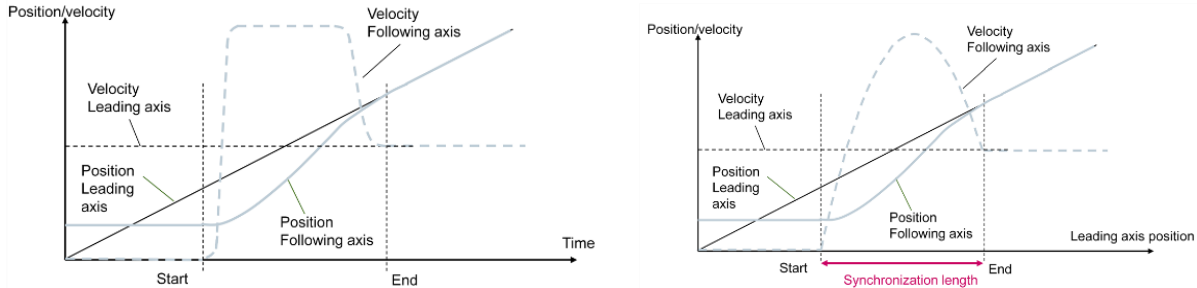 Position/velocity
Velocity
Following axis
Velocity
Leading axis
Position
Leading
axis
Position
Following axis
Time
Start
End
Position/velocity
Velocity
Following axis
Velocity
Leading axis
Position
Leading
axis
Position
Following axis
Leading axis position
Start
End
Synchronization length